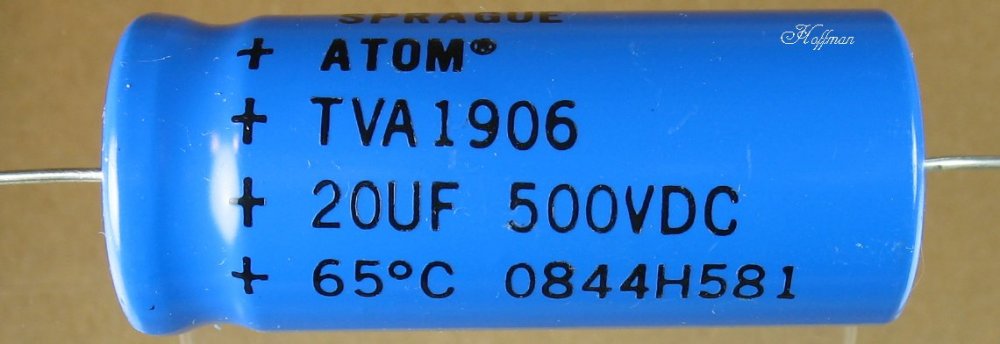 SPRAGUE
Hoffman
+ ATOM®
+ TVA1906
+ 20UF 500VDC
+ 65°C 0844H581